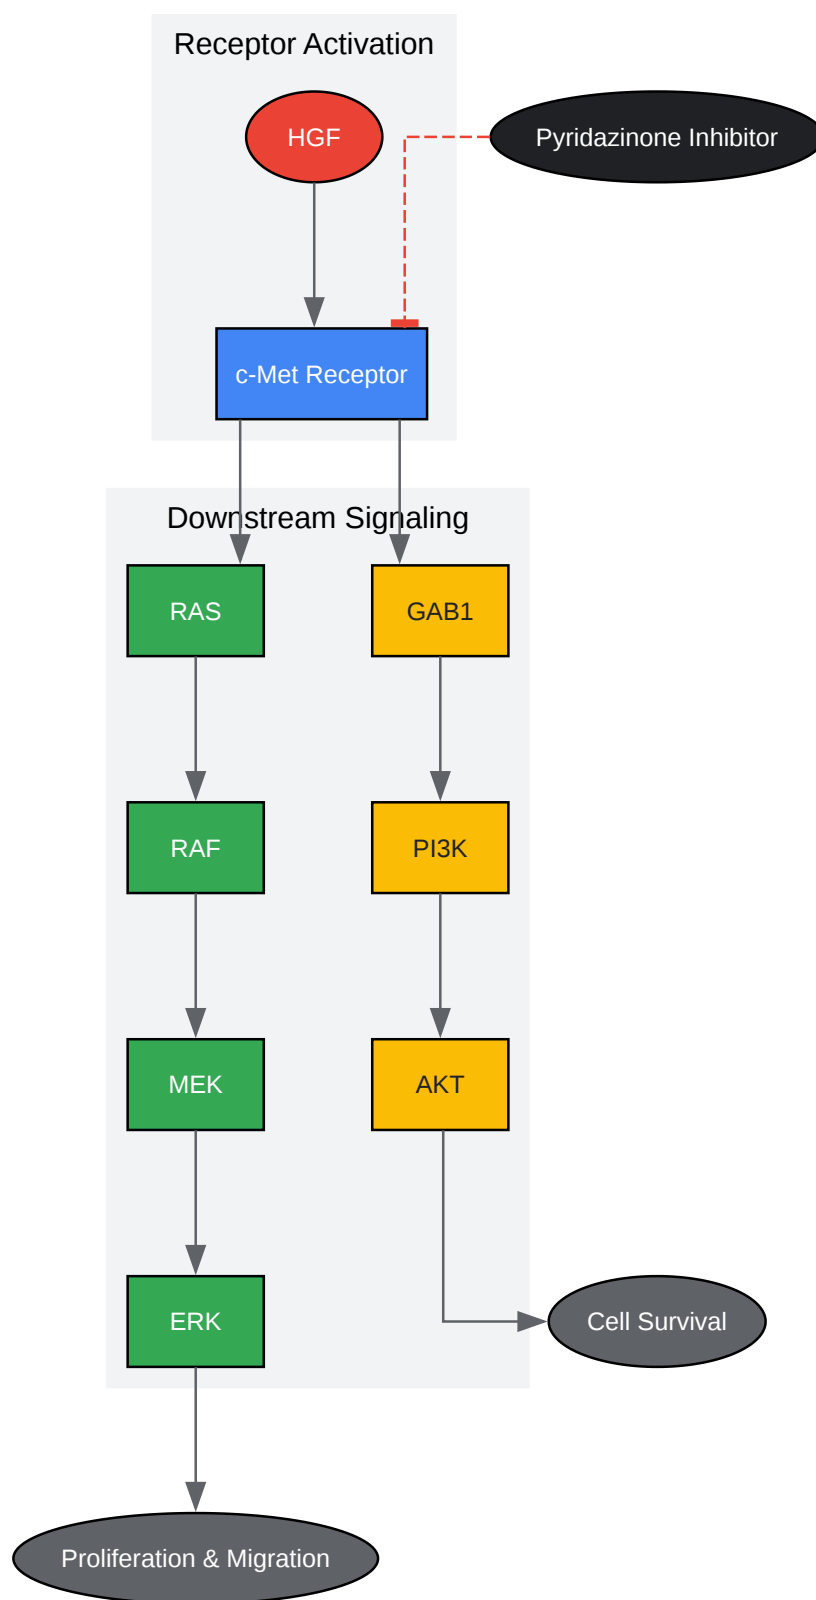 Receptor Activation
HGF
Pyridazinone Inhibitor
c-Met Receptor
Downstream Signaling
RAS
GAB1
RAF
PI3K
MEK
AKT
ERK
Cell Survival
Proliferation & Migration